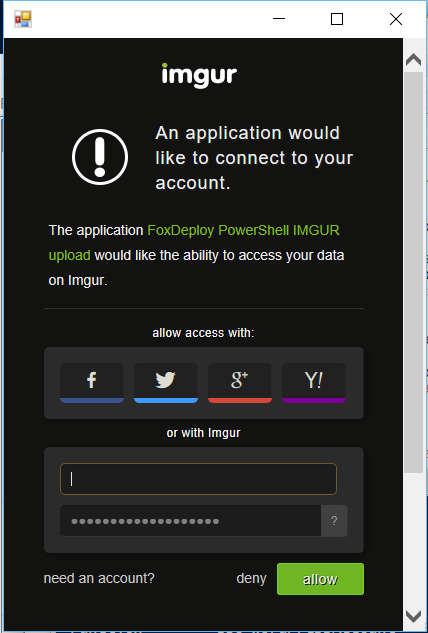 imgur
An application would
like to connect to your
account.
The application FoxDeploy PowerShell IMGUR
upload would like the ability to access your data
on Imgur.
allow access with:
f g+ Y!
or with Imgur
?
need an account? deny allow